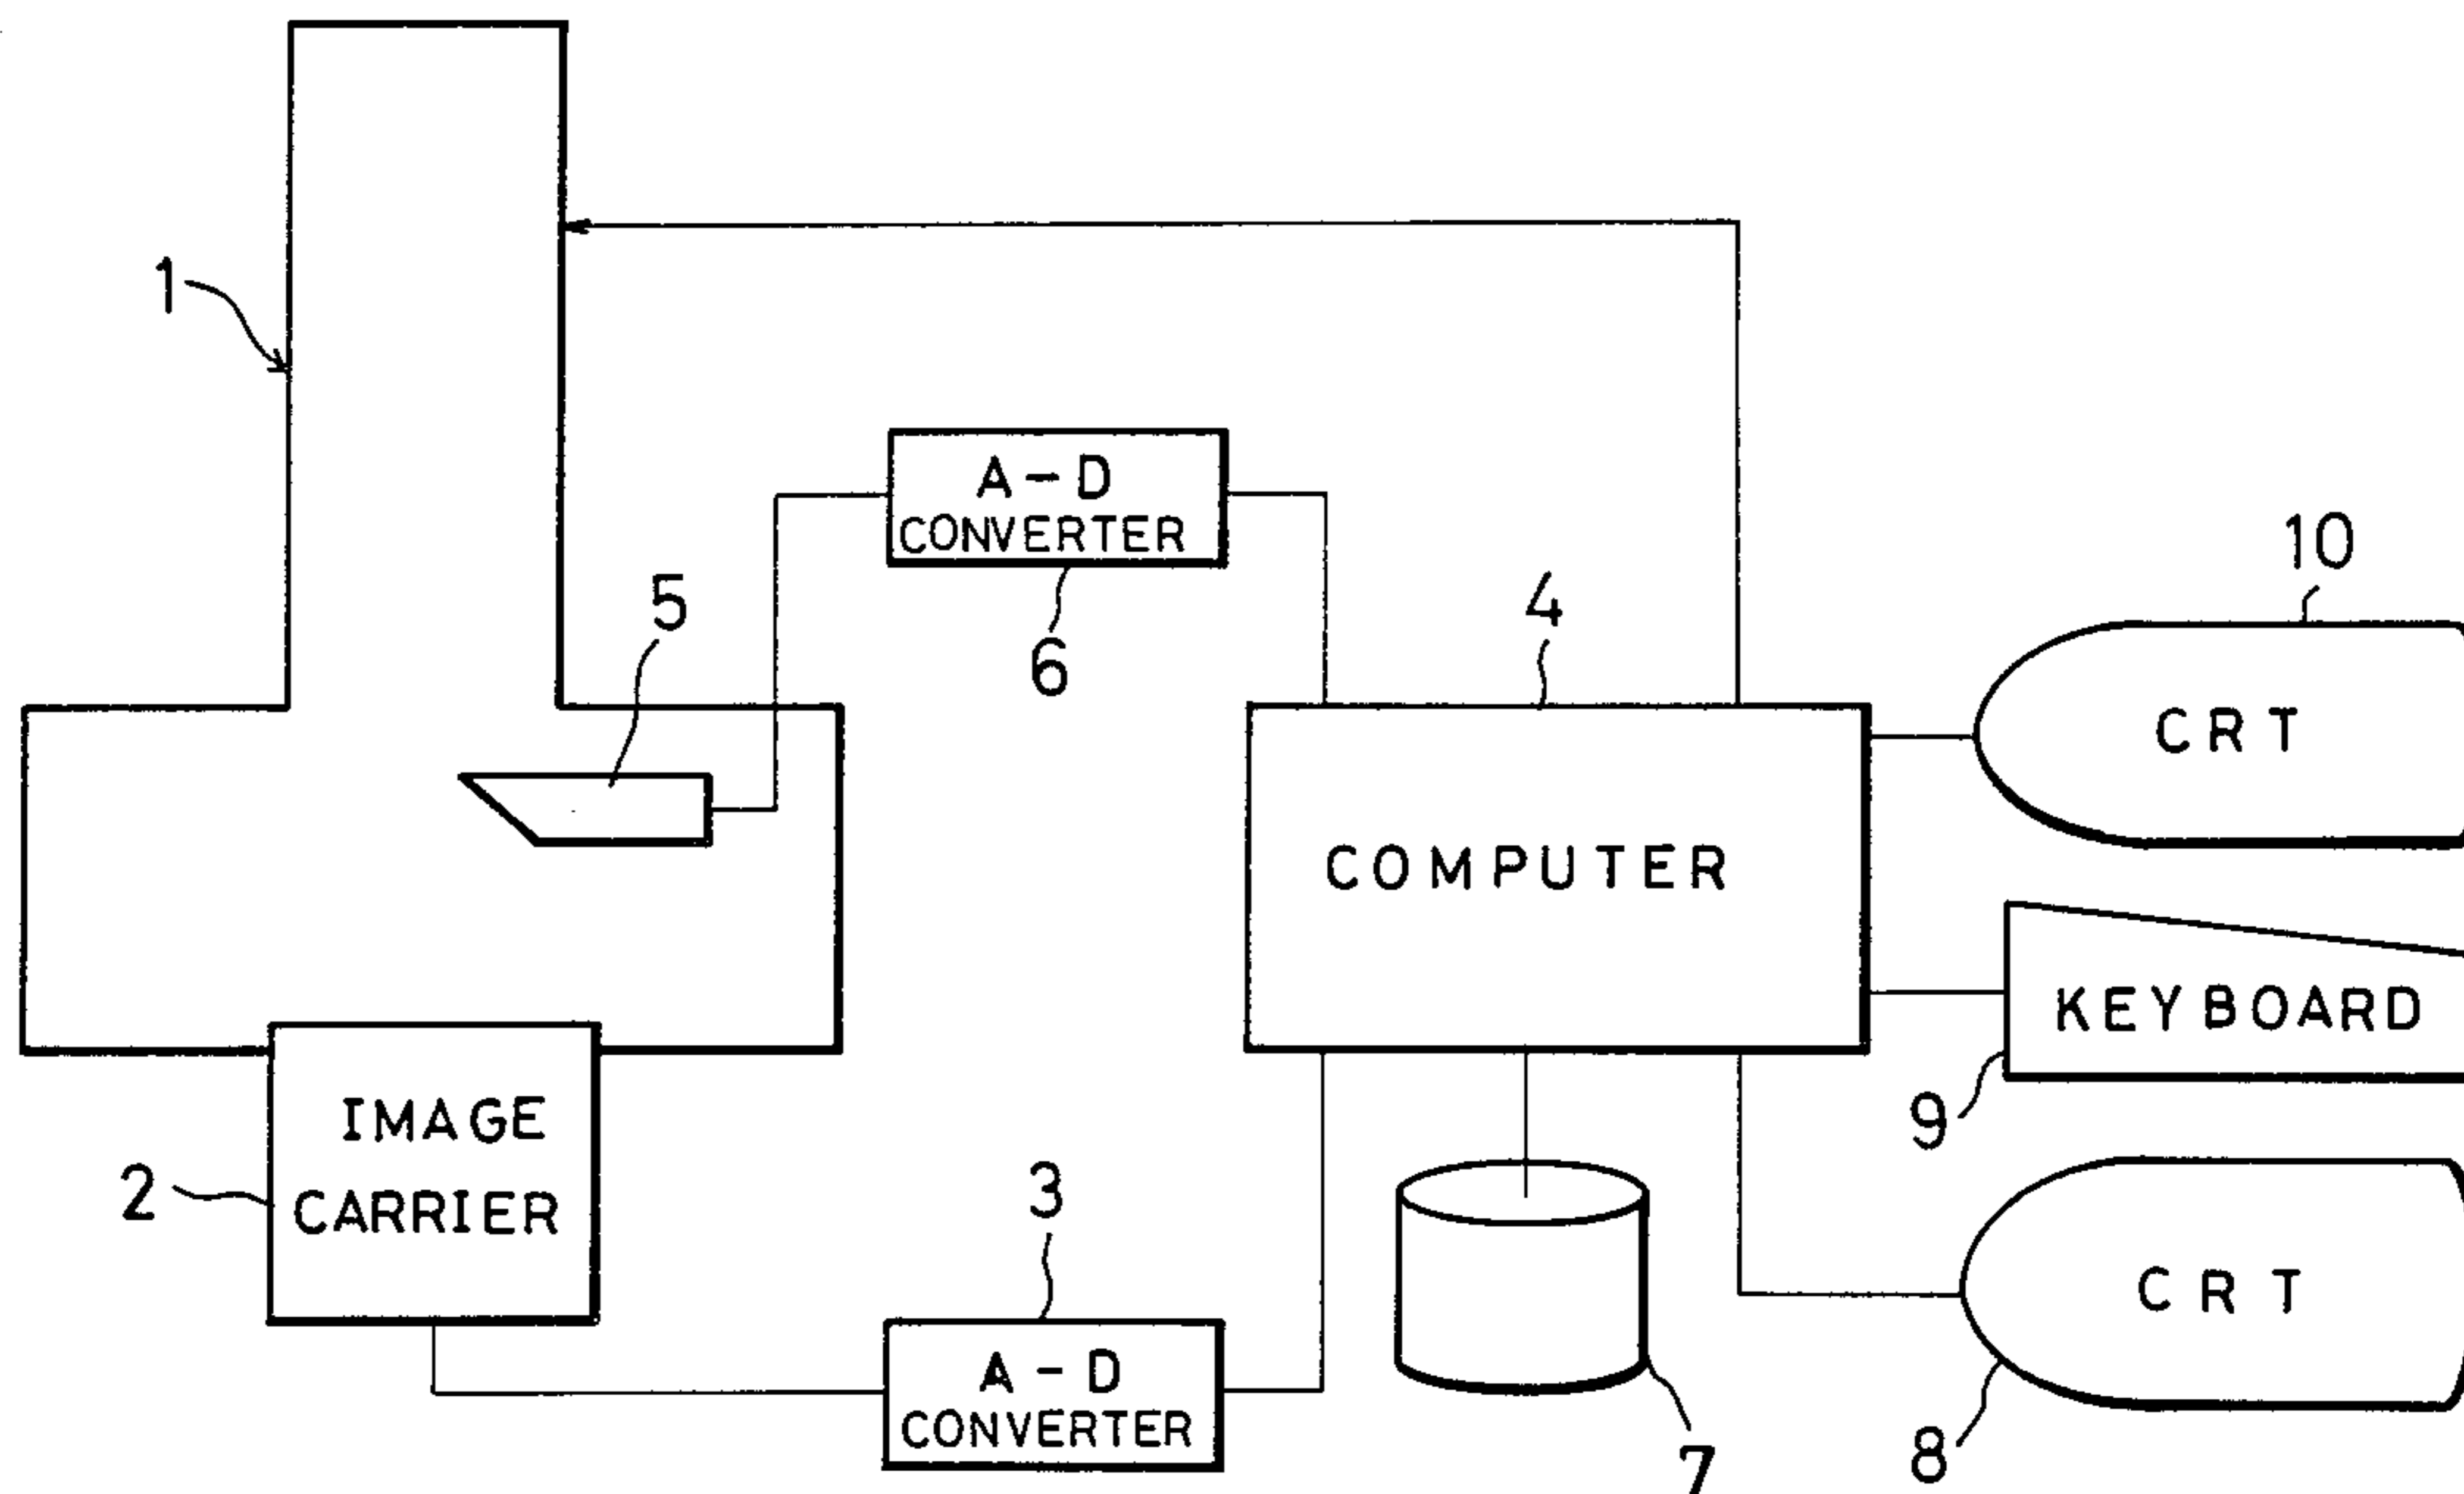 1
A-D
CONVERTER
6
5
4
10
CRT
COMPUTER
KEYBOARD
9
IMAGE
CARRIER
2
3
A-D
CONVERTER
7
CRT
8